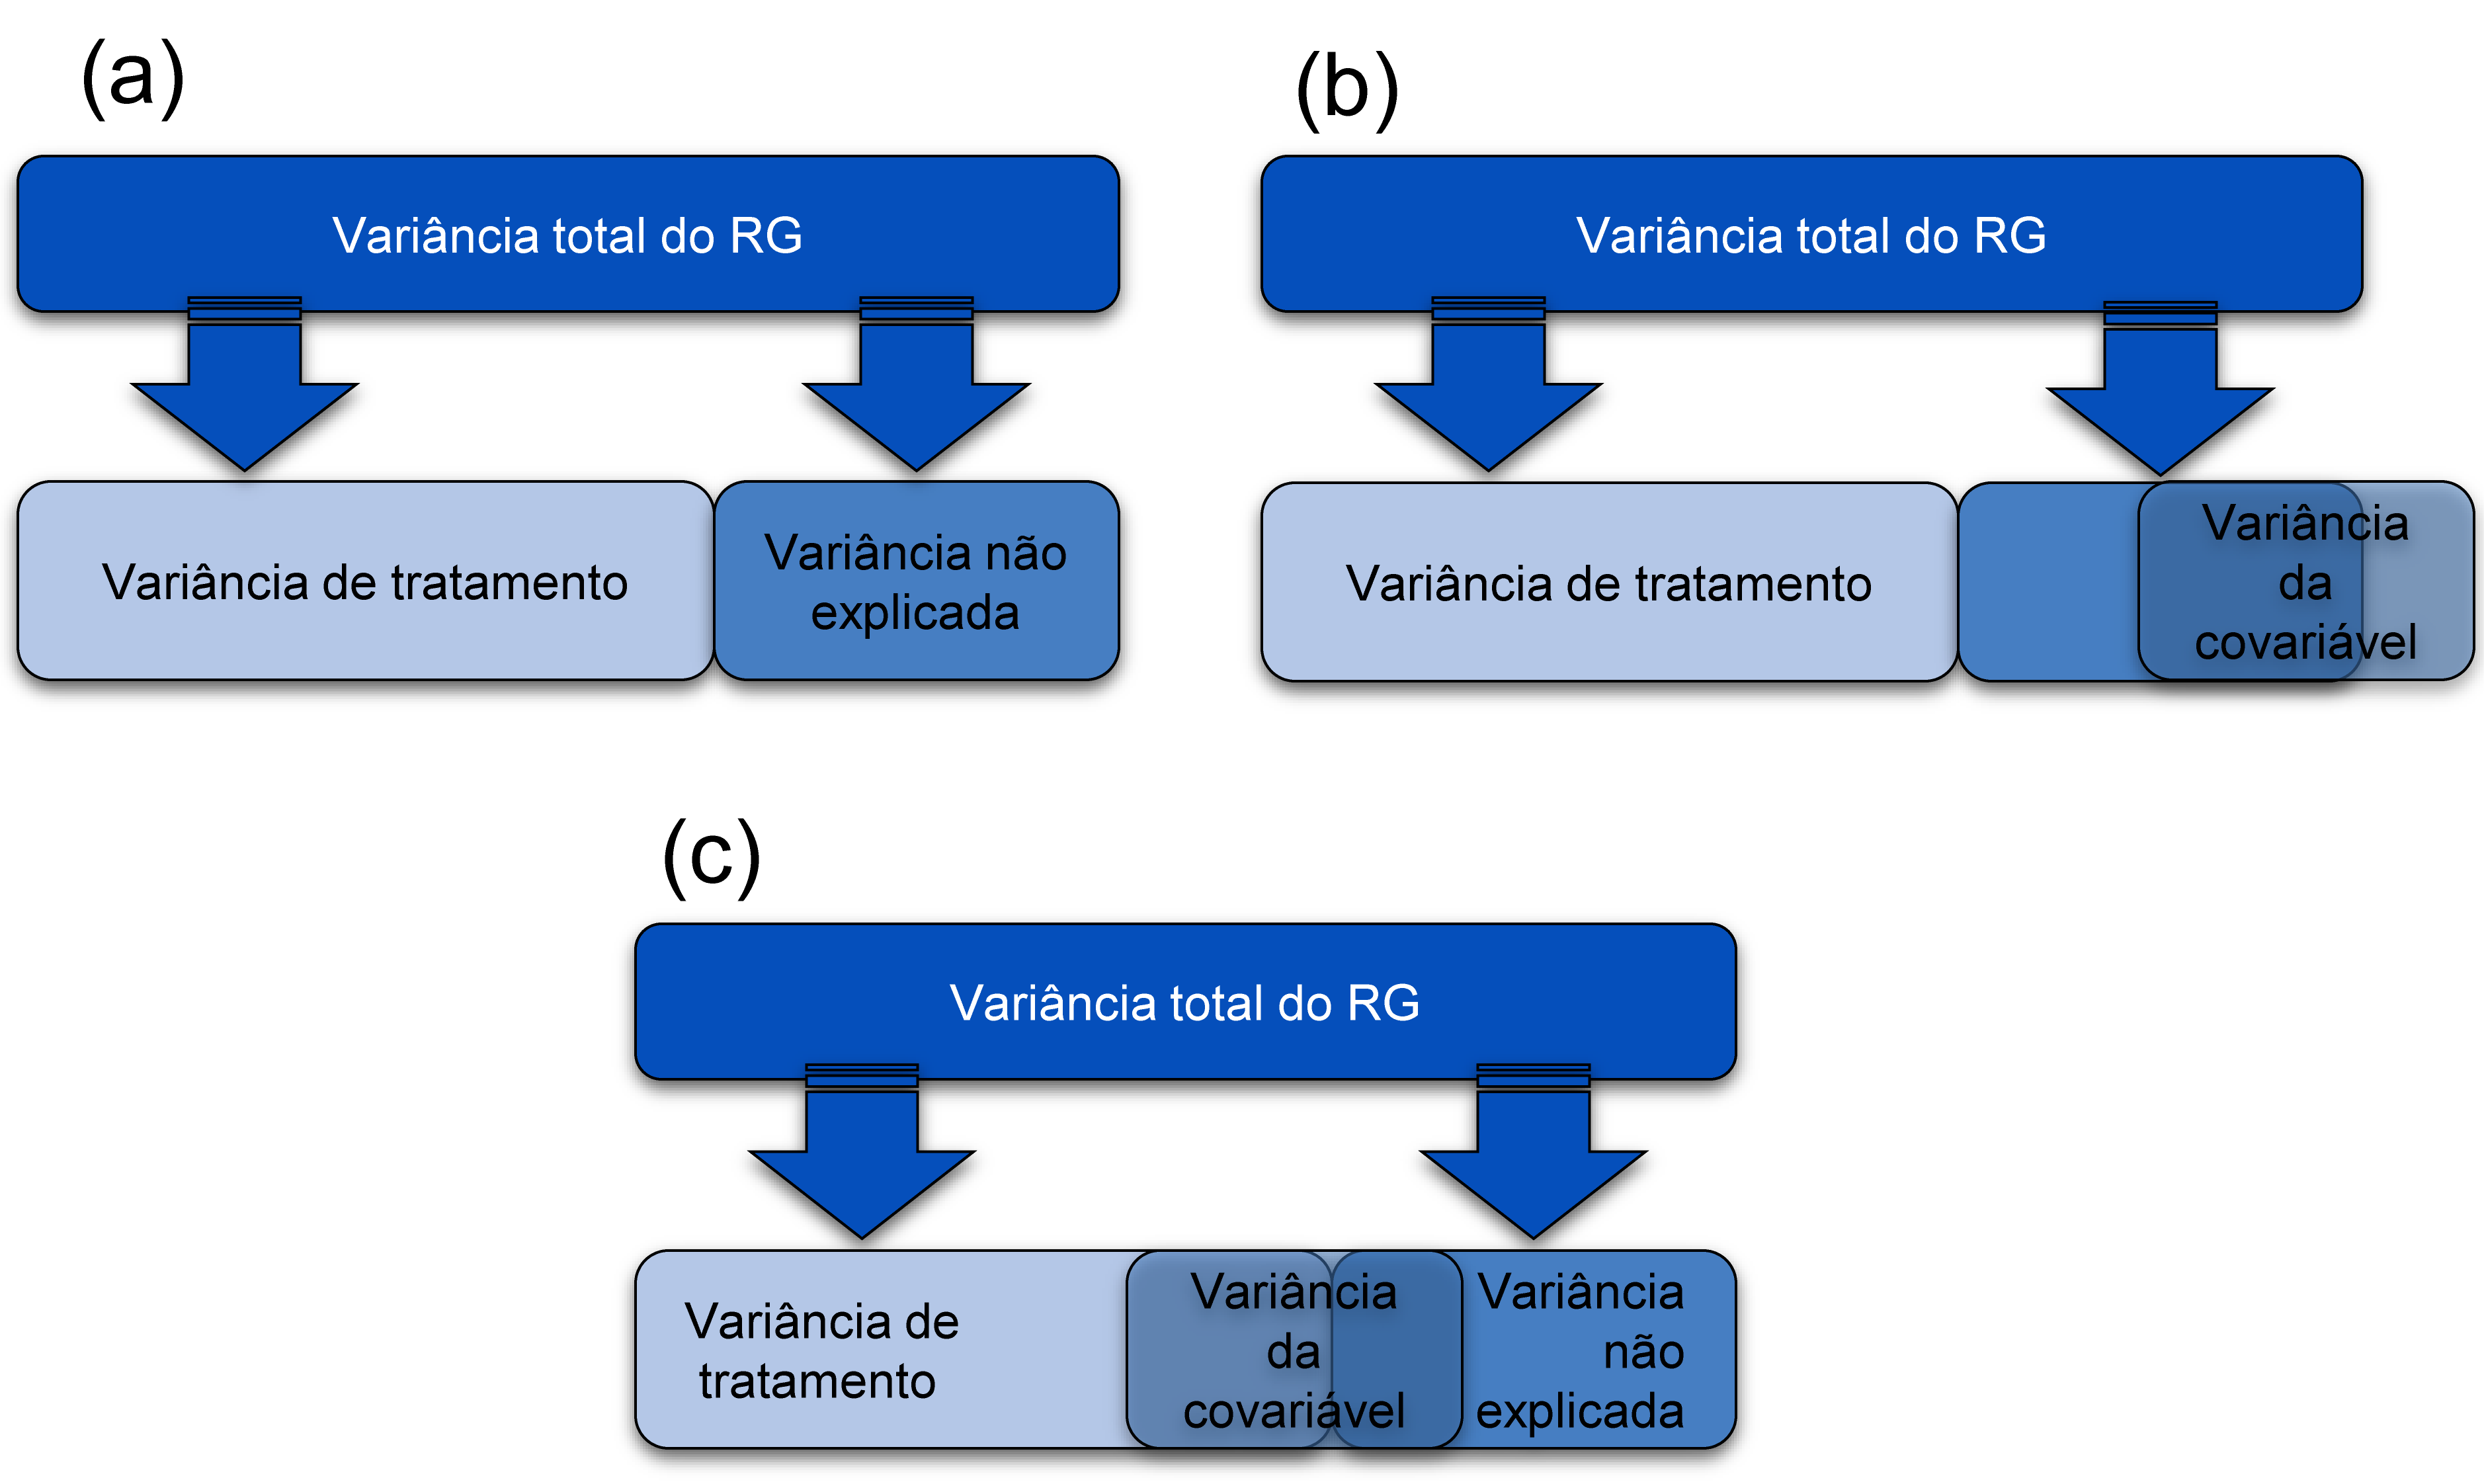 (a)
Variância total do RG
Variância de tratamento
Variância não
explicada
(b)
Variância total do RG
Variância de tratamento
Variância
da
covariável
(c)
Variância total do RG
Variância de
tratamento
Variância
da
covariável
Variância
não
explicada